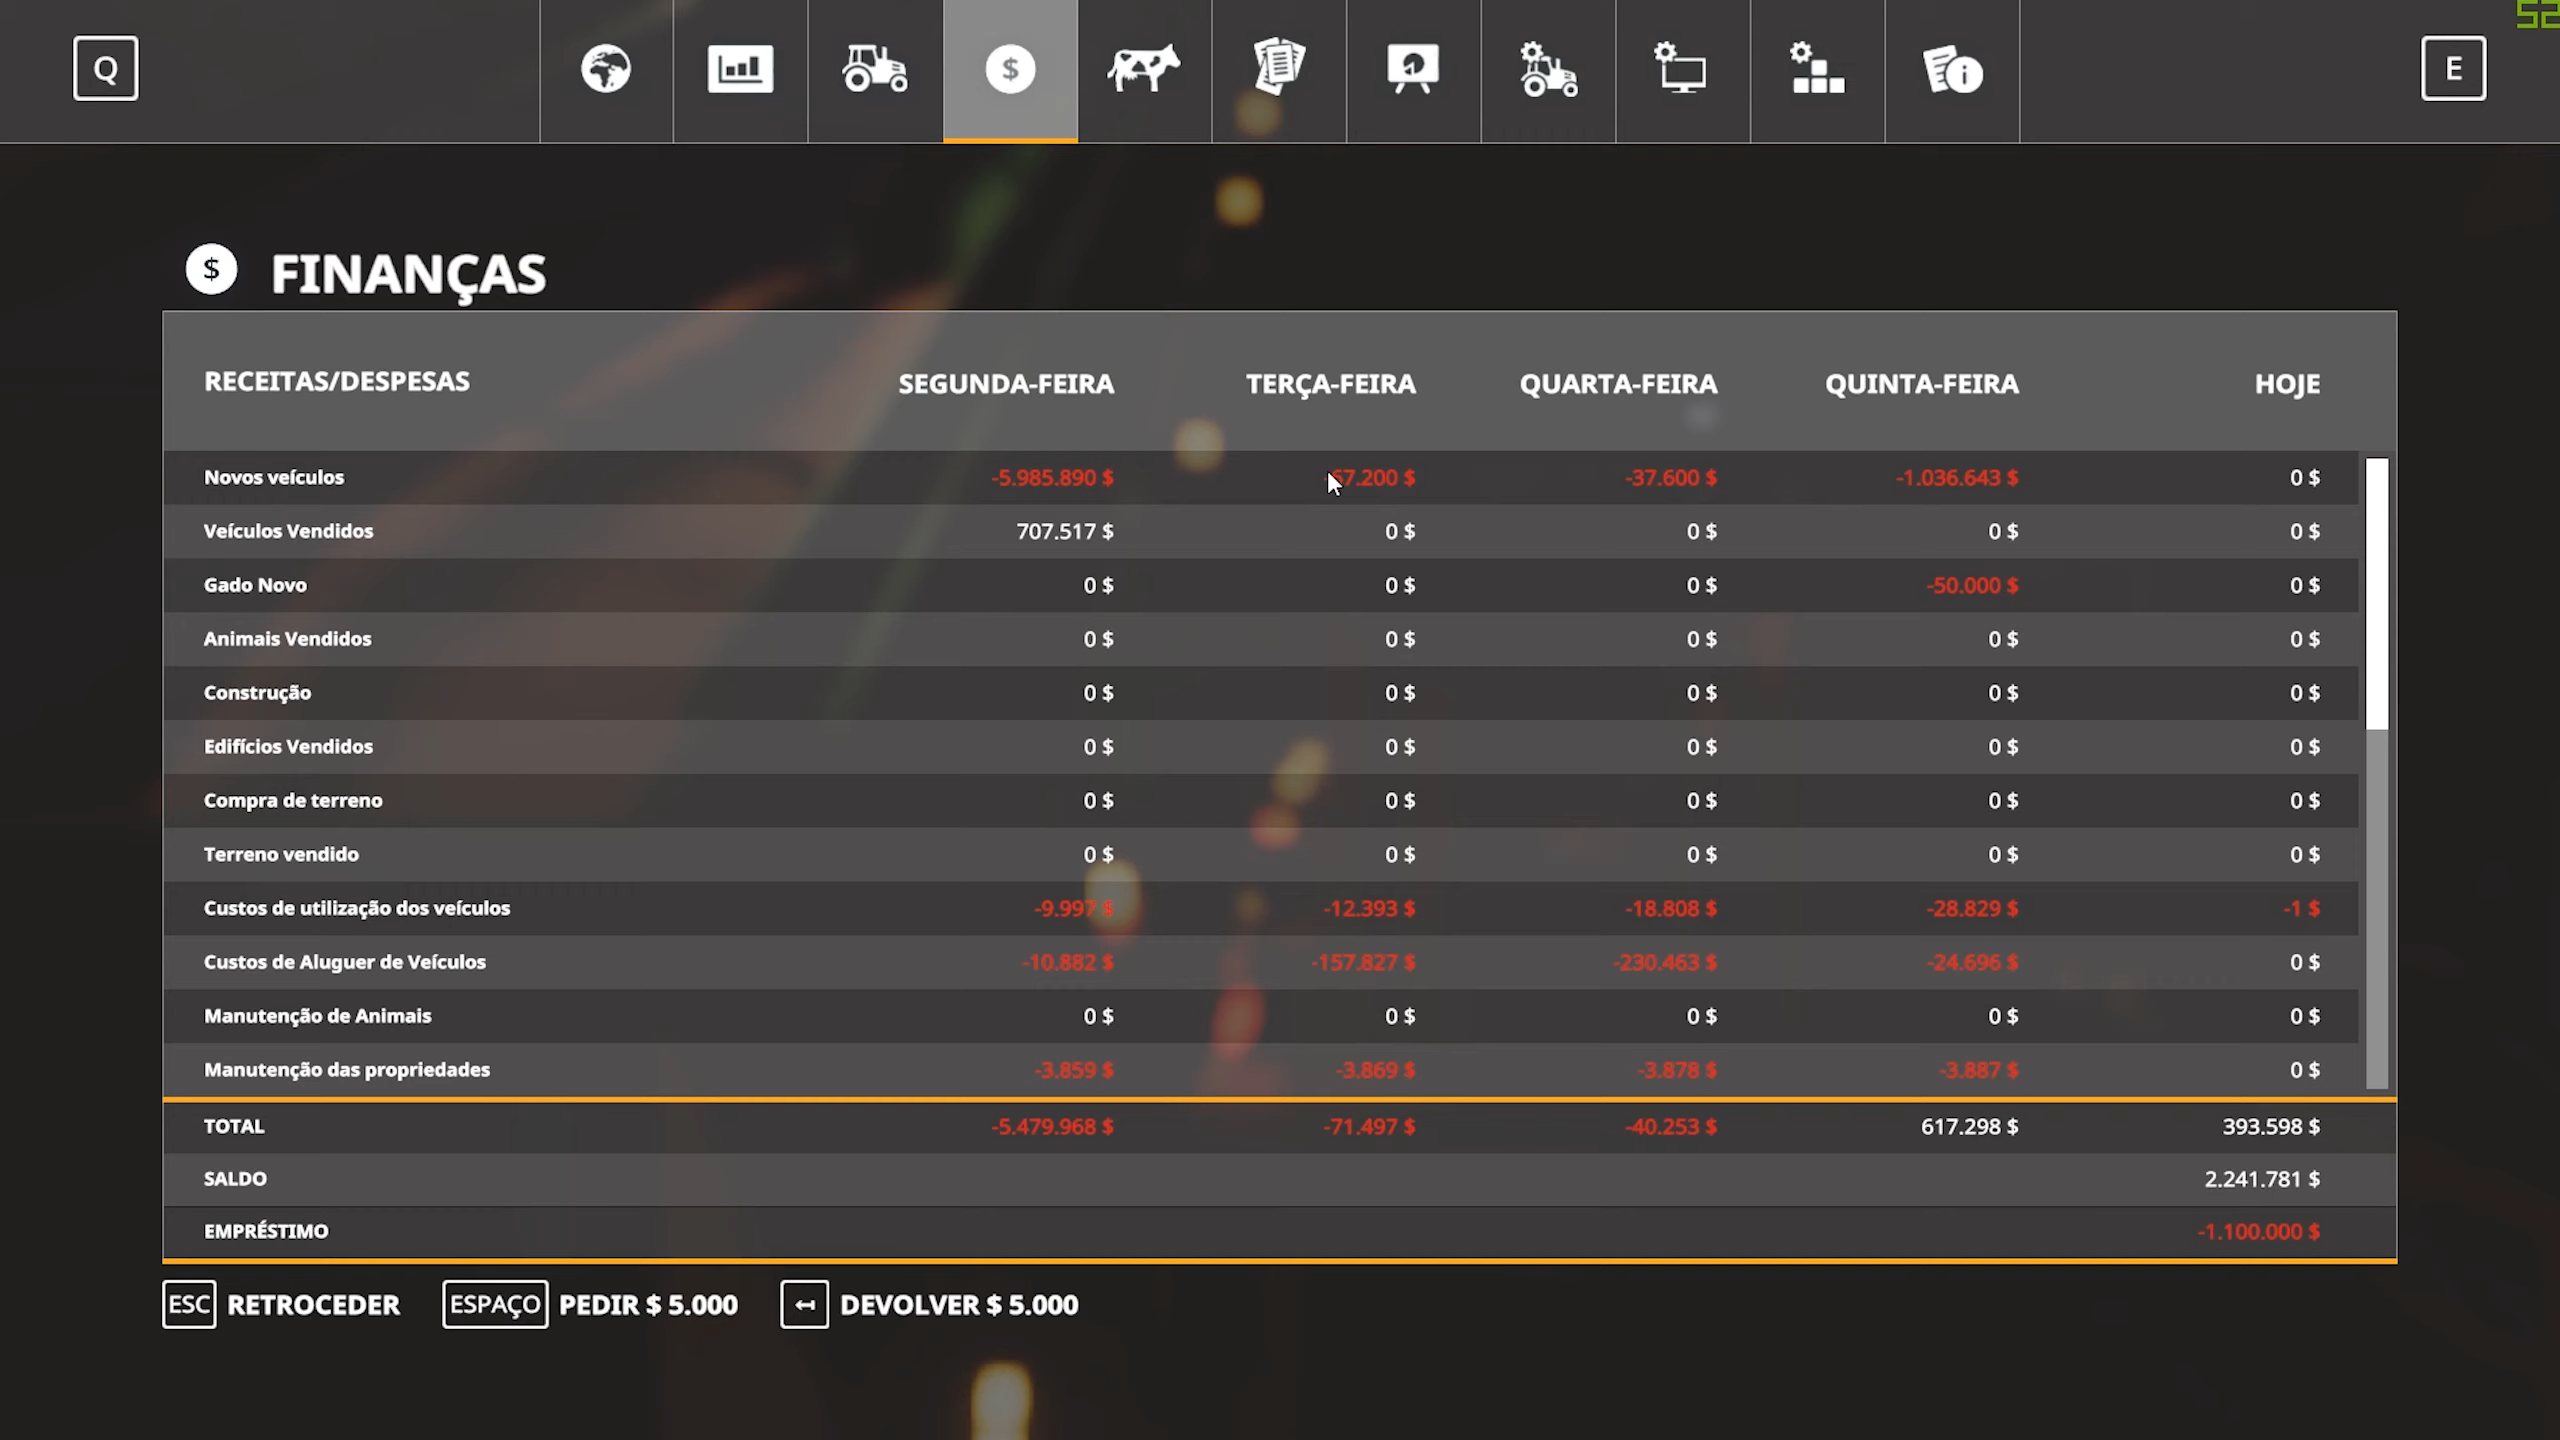 52
Q
$
E
$ FINANÇAS
RECEITAS/DESPESAS SEGUNDA-FEIRA TERÇA-FEIRA QUARTA-FEIRA QUINTA-FEIRA HOJE
Novos veículos -5.985.890 $ 7.200 $ -37.600 $ -1.036.643 $ 0 $
Veículos Vendidos 707.517 $ 0 $ 0 $ 0 $ 0 $
Gado Novo 0 $ 0 $ 0 $ -50.000 $ 0 $
Animais Vendidos 0 $ 0 $ 0 $ 0 $ 0 $
Construção 0 $ 0 $ 0 $ 0 $ 0 $
Edifícios Vendidos 0 $ 0 $ 0 $ 0 $ 0 $
Compra de terreno 0 $ 0 $ 0 $ 0 $ 0 $
Terreno vendido 0 $ 0 $ 0 $ 0 $ 0 $
Custos de utilização dos veículos -9.997 $ -12.393 $ -18.808 $ -28.829 $ -1 $
Custos de Aluguer de Veículos -10.882 $ -157.827 $ -230.463 $ -24.696 $ 0 $
Manutenção de Animais 0 $ 0 $ 0 $ 0 $ 0 $
Manutenção das propriedades -3.859 $ -3.869 $ -3.878 $ -3.887 $ 0 $
TOTAL -5.479.968 $ -71.497 $ -40.253 $ 617.298 $ 393.598 $
SALDO 2.241.781 $
EMPRÉSTIMO -1.100.000 $
ESC RETROCEDER ESPAÇO PEDIR $ 5.000 DEVOLVER $ 5.000